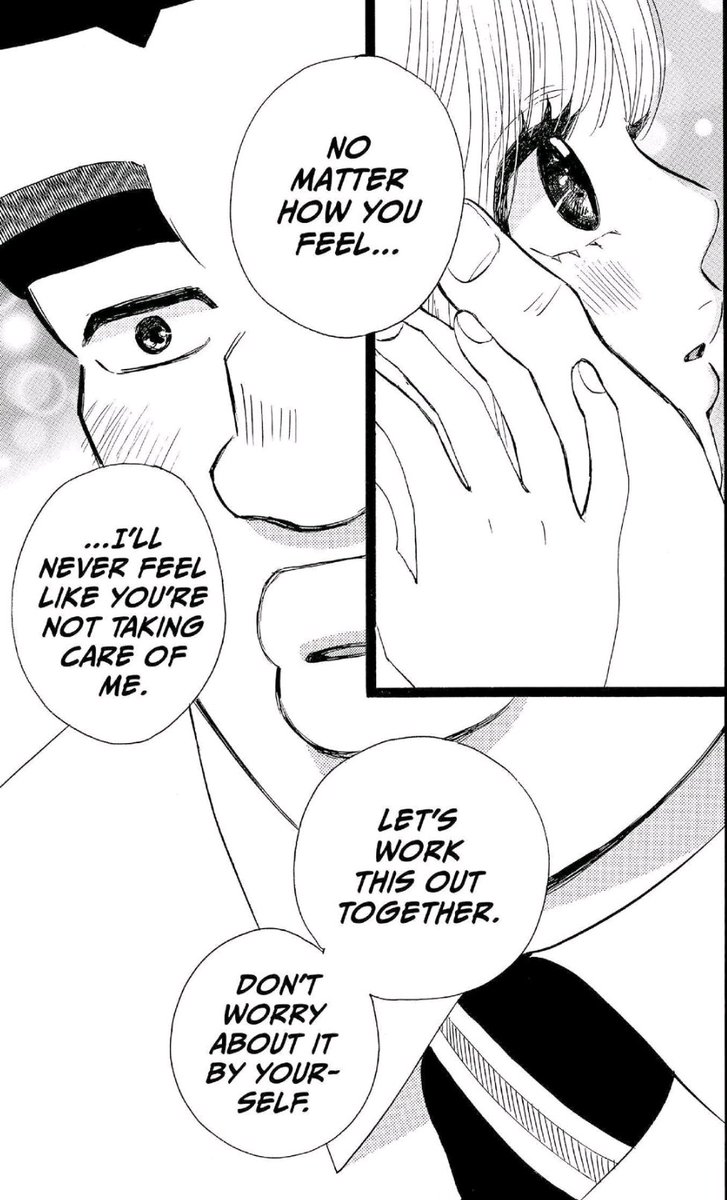 NO
MATTER
HOW YOU
FEEL...
...I'LL
NEVER FEEL
LIKE YOU'RE
NOT TAKING
CARE OF
ME.
LET'S
WORK
THIS OUT
TOGETHER.
DON'T
WORRY
ABOUT IT
BY YOUR-
SELF.